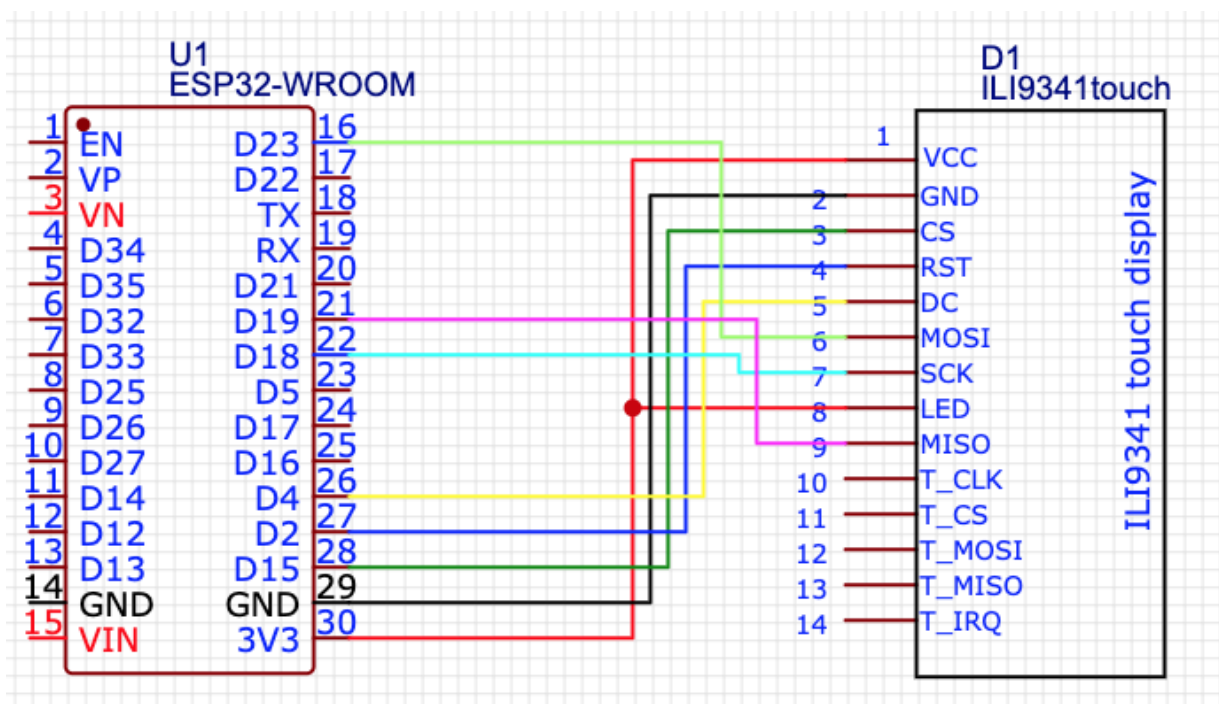 U1
ESP32-WROOM
1 EN D23 16
2 VP D22 17
3 VN TX 18
4 D34 RX 19
5 D35 D21 20
6 D32 D19 21
7 D33 D18 22
8 D25 D5 23
9 D26 D17 24
10 D27 D16 25
11 D14 D4 26
12 D12 D2 27
13 D13 D15 28
14 GND GND 29
15 VIN 3V3 30
D1
ILI9341touch
1 VCC
2 GND
3 CS
4 RST
5 DC
6 MOSI
7 SCK
8 LED
9 MISO
10 T_CLK
11 T_CS
12 T_MOSI
13 T_MISO
14 T_IRQ
ILI9341 touch display